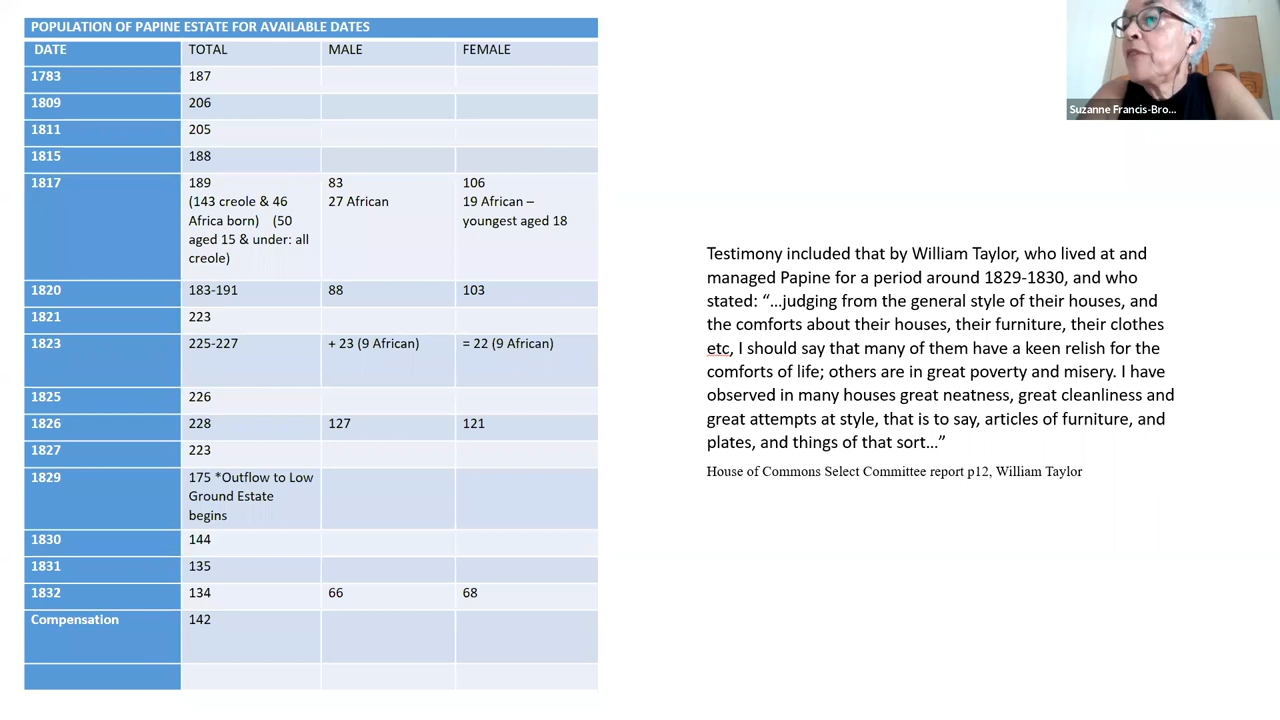 POPULATION OF PAPINE ESTATE FOR AVAILABLE DATES
DATE TOTAL MALE FEMALE
1783 187
1809 206
1811 205
1815 188
1817 189 83 106
(143 creole & 46 27 African 19 African –
Africa born) (50 youngest aged 18
aged 15 & under: all
creole)
1820 183-191 88 103
1821 223
1823 225-227 + 23 (9 African) = 22 (9 African)
1825 226
1826 228 127 121
1827 223
1829 175 *Outflow to Low
Ground Estate
begins
1830 144
1831 135
1832 134 66 68
Compensation 142
Suzanne Francis-Bro...
Testimony included that by William Taylor, who lived at and
managed Papine for a period around 1829-1830, and who
stated: “...judging from the general style of their houses, and
the comforts about their houses, their furniture, their clothes
etc, I should say that many of them have a keen relish for the
comforts of life; others are in great poverty and misery. I have
observed in many houses great neatness, great cleanliness and
great attempts at style, that is to say, articles of furniture, and
plates, and things of that sort...”
House of Commons Select Committee report p12, William Taylor